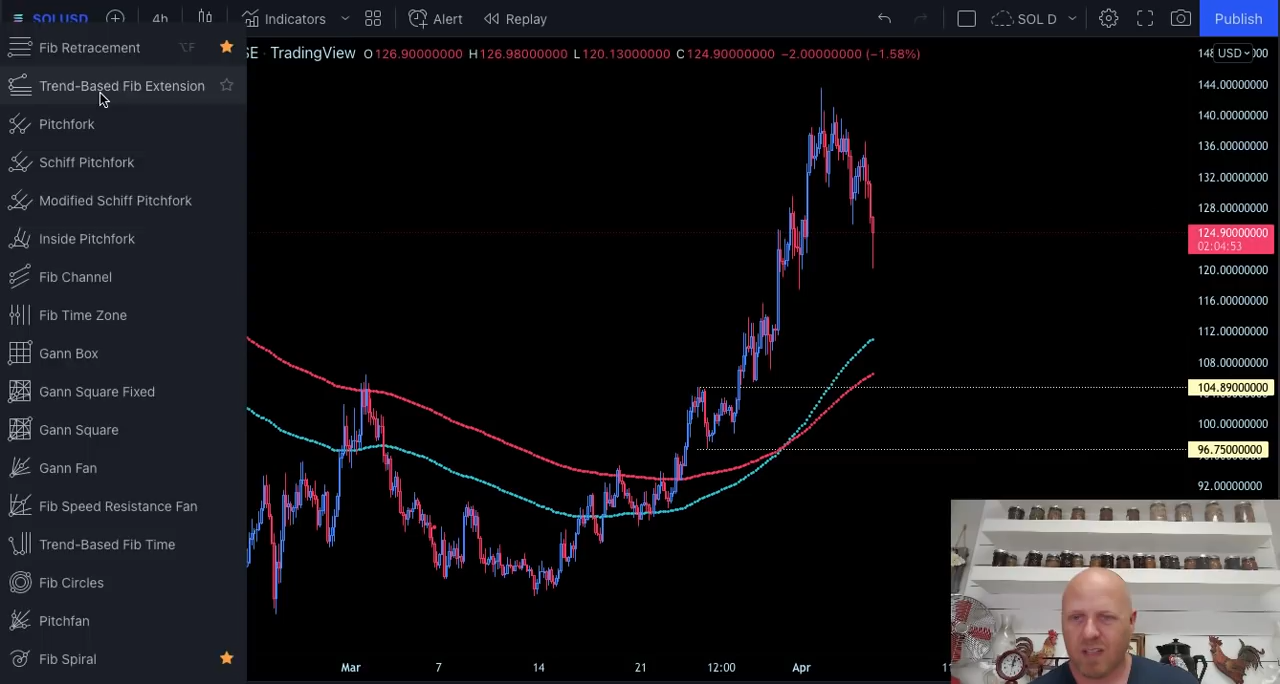 SOLUSD 4h Indicators Alert Replay SOL D Publish
Fib Retracement ⌥F
SE · TradingView O126.90000000 H126.98000000 L120.13000000 C124.90000000 −2.00000000 (−1.58%)
USD
Trend-Based Fib Extension
Pitchfork
Schiff Pitchfork
Modified Schiff Pitchfork
Inside Pitchfork
Fib Channel
Fib Time Zone
Gann Box
Gann Square Fixed
Gann Square
Gann Fan
Fib Speed Resistance Fan
Trend-Based Fib Time
Fib Circles
Pitchfan
Fib Spiral
144.00000000
140.00000000
136.00000000
132.00000000
128.00000000
124.90000000
02:04:53
120.00000000
116.00000000
112.00000000
108.00000000
104.89000000
100.00000000
96.75000000
92.00000000
Mar 7 14 21 12:00 Apr